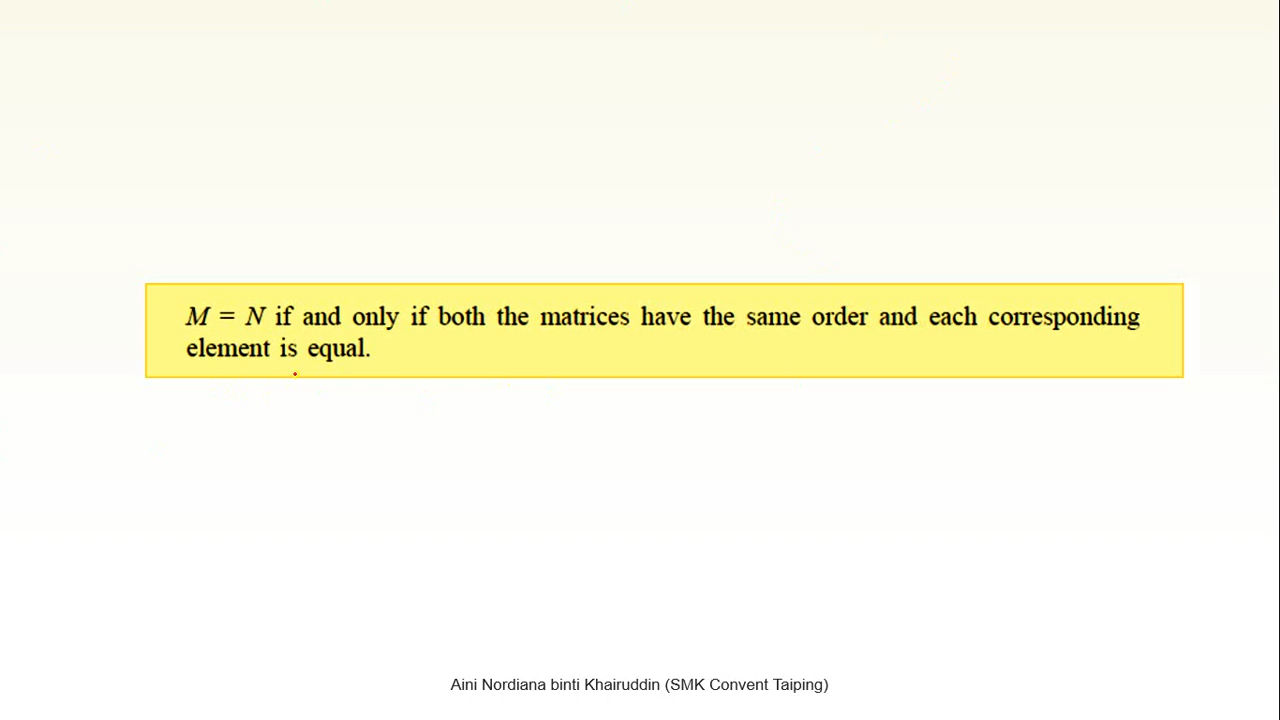 M = N if and only if both the matrices have the same order and each corresponding
element is equal.
Aini Nordiana binti Khairuddin (SMK Convent Taiping)